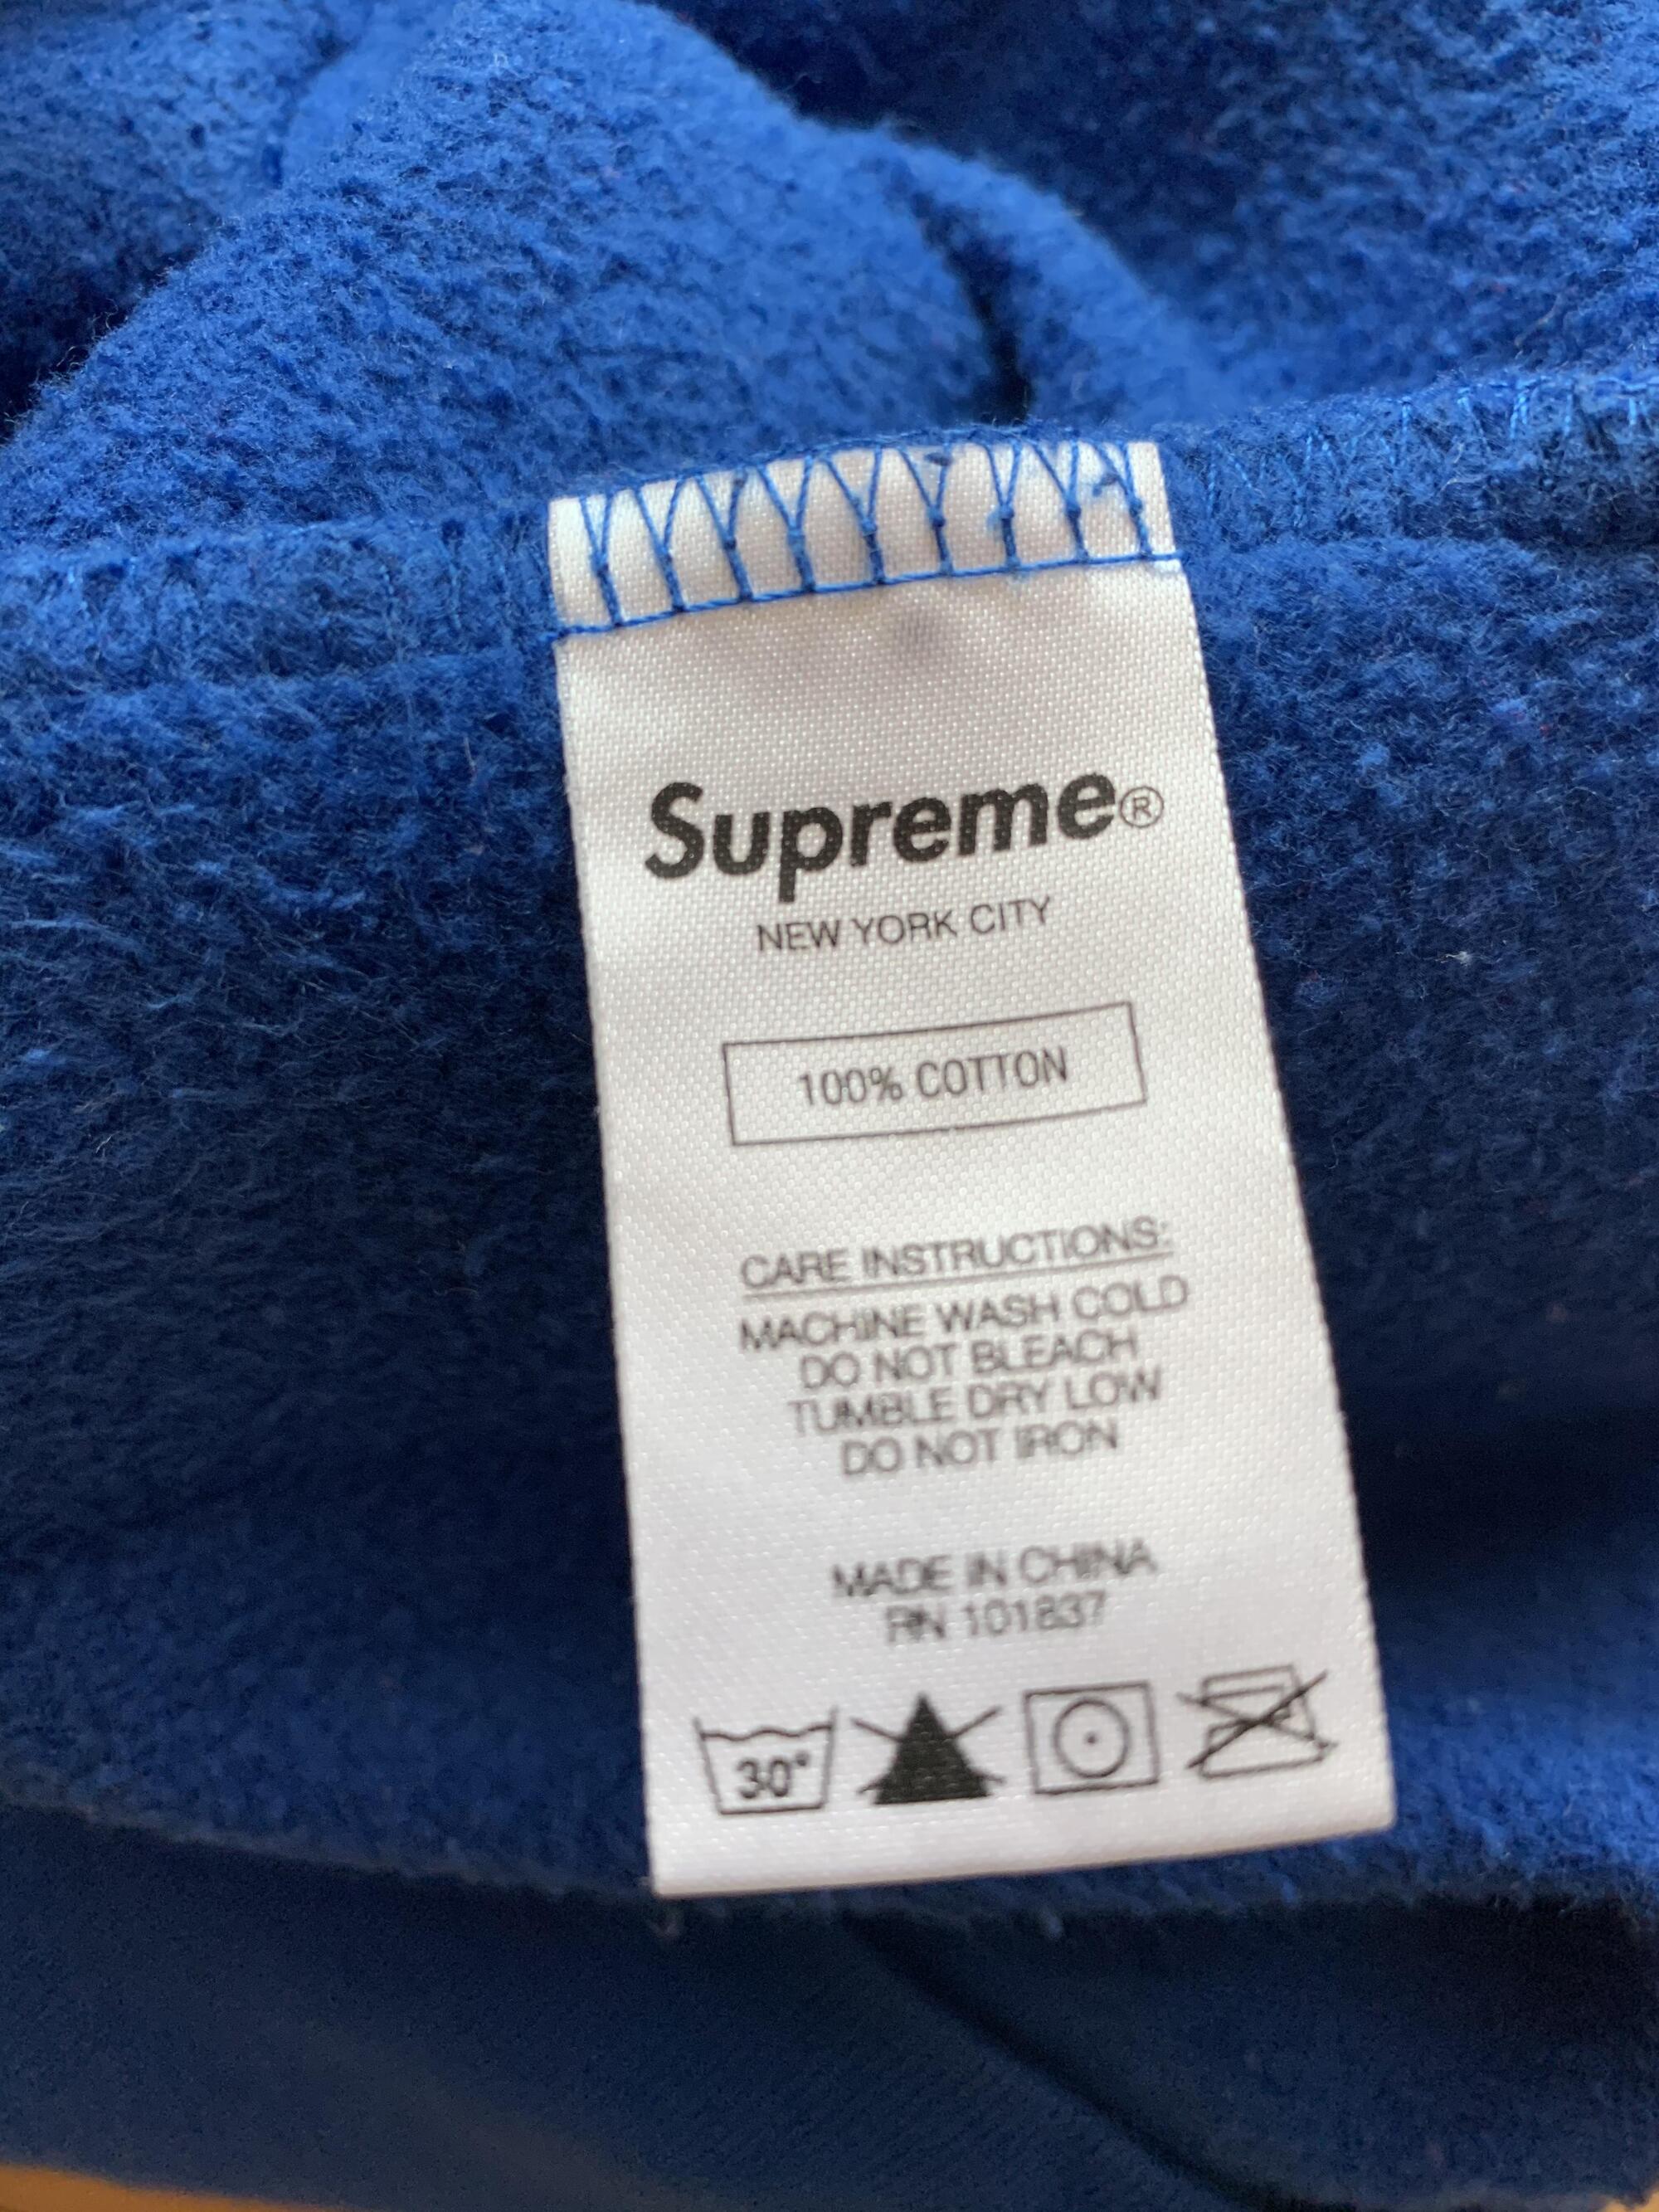 Supreme®
NEW YORK CITY
100% COTTON
CARE INSTRUCTIONS:
MACHINE WASH COLD
DO NOT BLEACH
TUMBLE DRY LOW
DO NOT IRON
MADE IN CHINA
RN 101837
30°